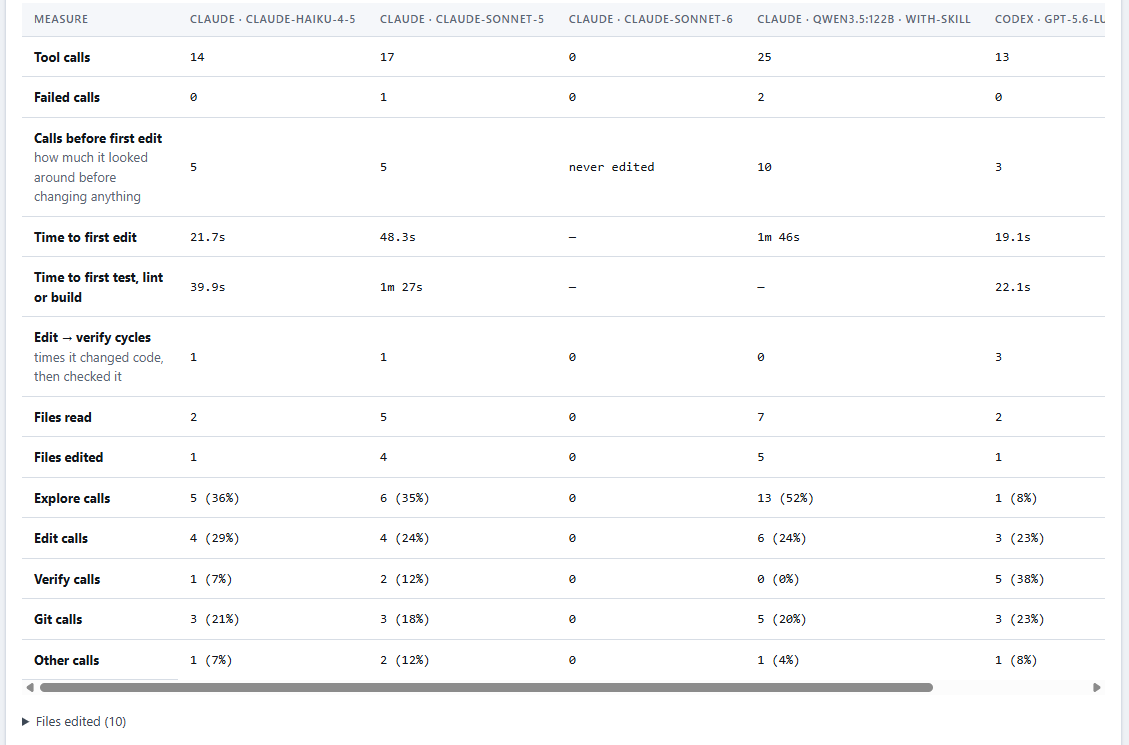 MEASURE CLAUDE · CLAUDE-HAIKU-4-5 CLAUDE · CLAUDE-SONNET-5 CLAUDE · CLAUDE-SONNET-6 CLAUDE · QWEN3.5:122B · WITH-SKILL CODEX · GPT-5.6-LU
Tool calls 14 17 0 25 13
Failed calls 0 1 0 2 0
Calls before first edit
how much it looked
around before
changing anything
5 5 never edited 10 3
Time to first edit 21.7s 48.3s — 1m 46s 19.1s
Time to first test, lint
or build
39.9s 1m 27s — — 22.1s
Edit → verify cycles
times it changed code,
then checked it
1 1 0 0 3
Files read 2 5 0 7 2
Files edited 1 4 0 5 1
Explore calls 5 (36%) 6 (35%) 0 13 (52%) 1 (8%)
Edit calls 4 (29%) 4 (24%) 0 6 (24%) 3 (23%)
Verify calls 1 (7%) 2 (12%) 0 0 (0%) 5 (38%)
Git calls 3 (21%) 3 (18%) 0 5 (20%) 3 (23%)
Other calls 1 (7%) 2 (12%) 0 1 (4%) 1 (8%)
Files edited (10)